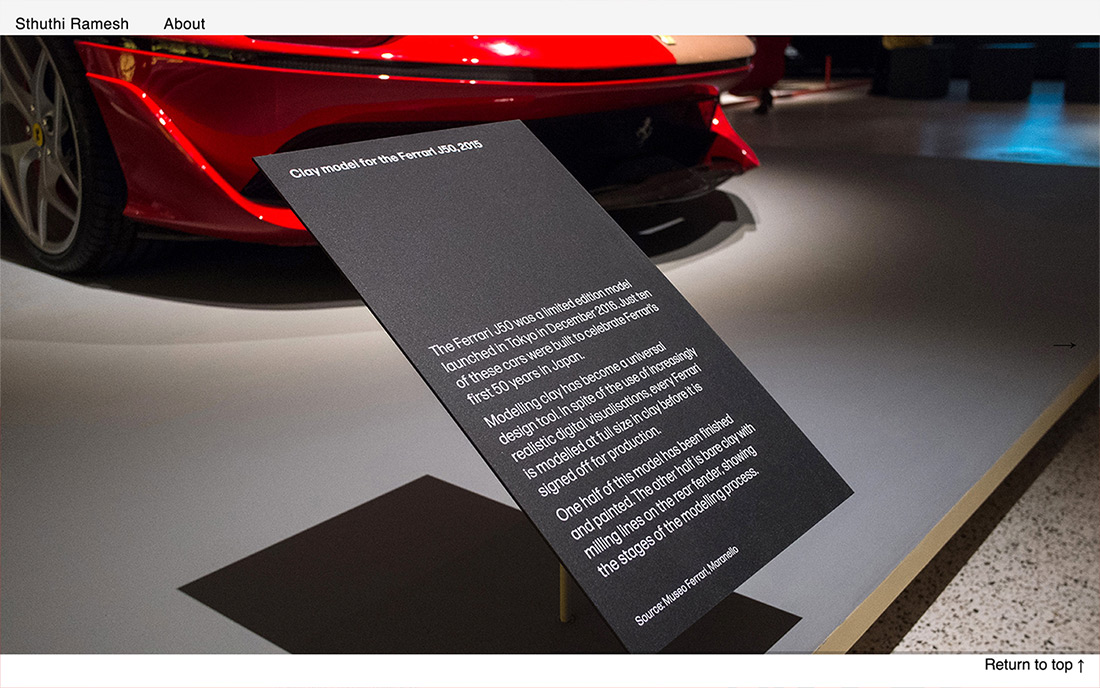 Sthuthi Ramesh About
Clay model for the Ferrari J50, 2015
The Ferrari J50 was a limited edition model
launched in Tokyo in December 2016. Just ten
of these cars were built to celebrate Ferrari's
first 50 years in Japan.
Modelling clay has become a universal
design tool. In spite of the use of increasingly
realistic digital visualisations, every Ferrari
is modelled at full size in clay before it is
signed off for production.
One half of this model has been finished
and painted. The other half is bare clay with
milling lines on the rear fender, showing
the stages of the modelling process.
Source: Museo Ferrari, Maranello
→
Return to top ↑